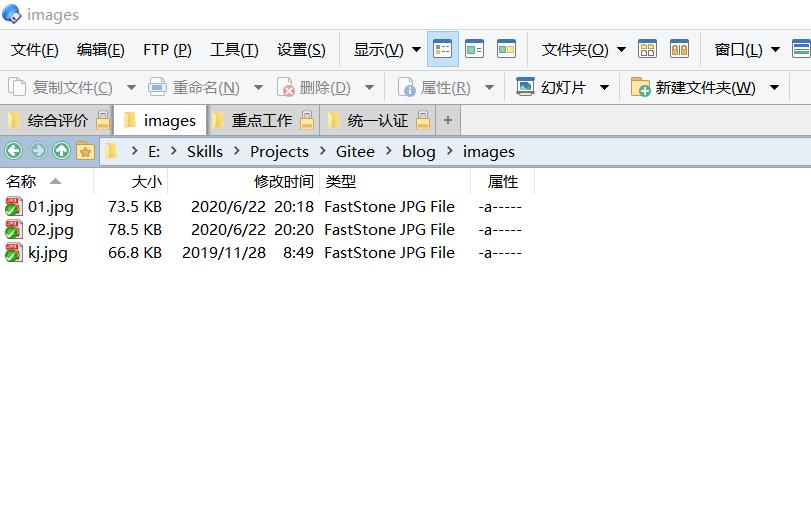 images
文件(F) 编辑(E) FTP (P) 工具(T) 设置(S) 显示(V) 文件夹(O) 窗口(L)
复制文件(C) 重命名(N) 删除(D) 属性(R) 幻灯片 新建文件夹(W)
综合评价 images 重点工作 统一认证 +
E: > Skills > Projects > Gitee > blog > images
名称 大小 修改时间 类型 属性
01.jpg 73.5 KB 2020/6/22 20:18 FastStone JPG File -a-----
02.jpg 78.5 KB 2020/6/22 20:20 FastStone JPG File -a-----
kj.jpg 66.8 KB 2019/11/28 8:49 FastStone JPG File -a-----